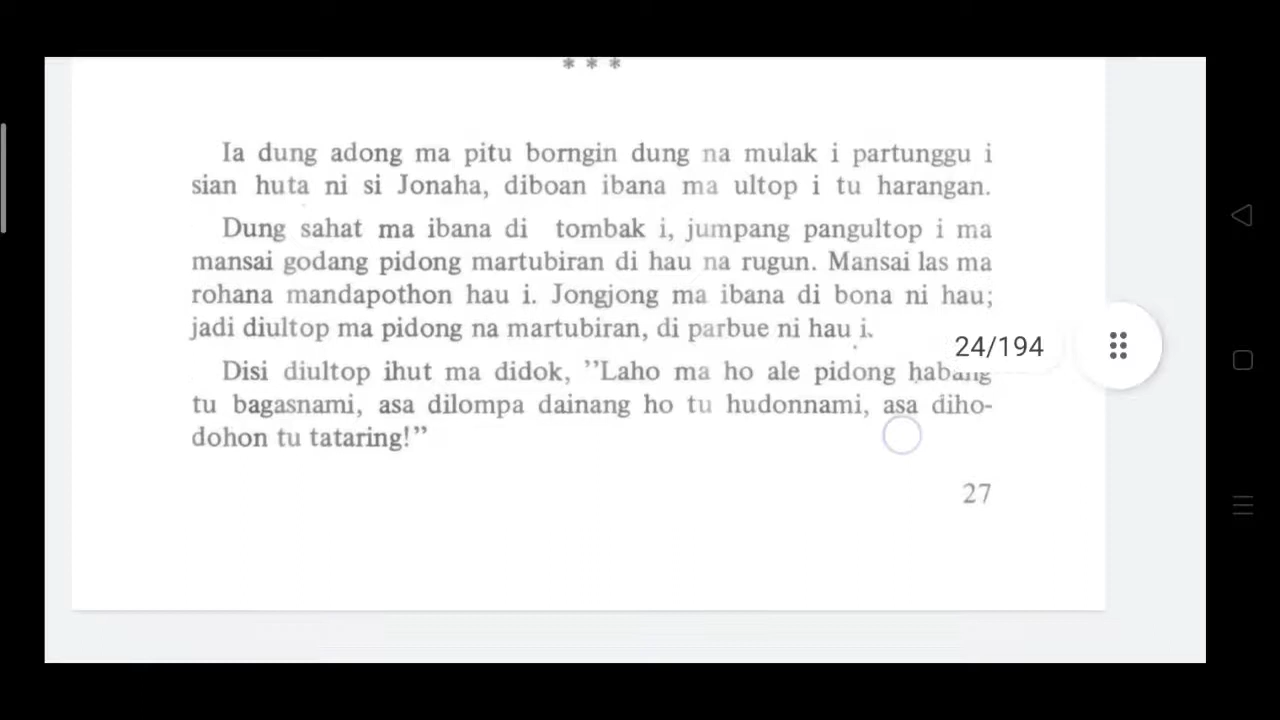 * * *
Ia dung adong ma pitu borngin dung na mulak i partunggu i
sian huta ni si Jonaha, diboan ibana ma ultop i tu harangan.
Dung sahat ma ibana di tombak i, jumpang pangultop i ma
mansai godang pidong martubiran di hau na rugun. Mansai las ma
rohana mandapothon hau i. Jongjong ma ibana di bona ni hau;
jadi diultop ma pidong na martubiran, di parbue ni hau i.
24/194
Disi diultop ihut ma didok, ''Laho ma ho ale pidong habang
tu bagasnami, asa dilompa dainang ho tu hudonnami, asa diho-
dohon tu tataring!”
27